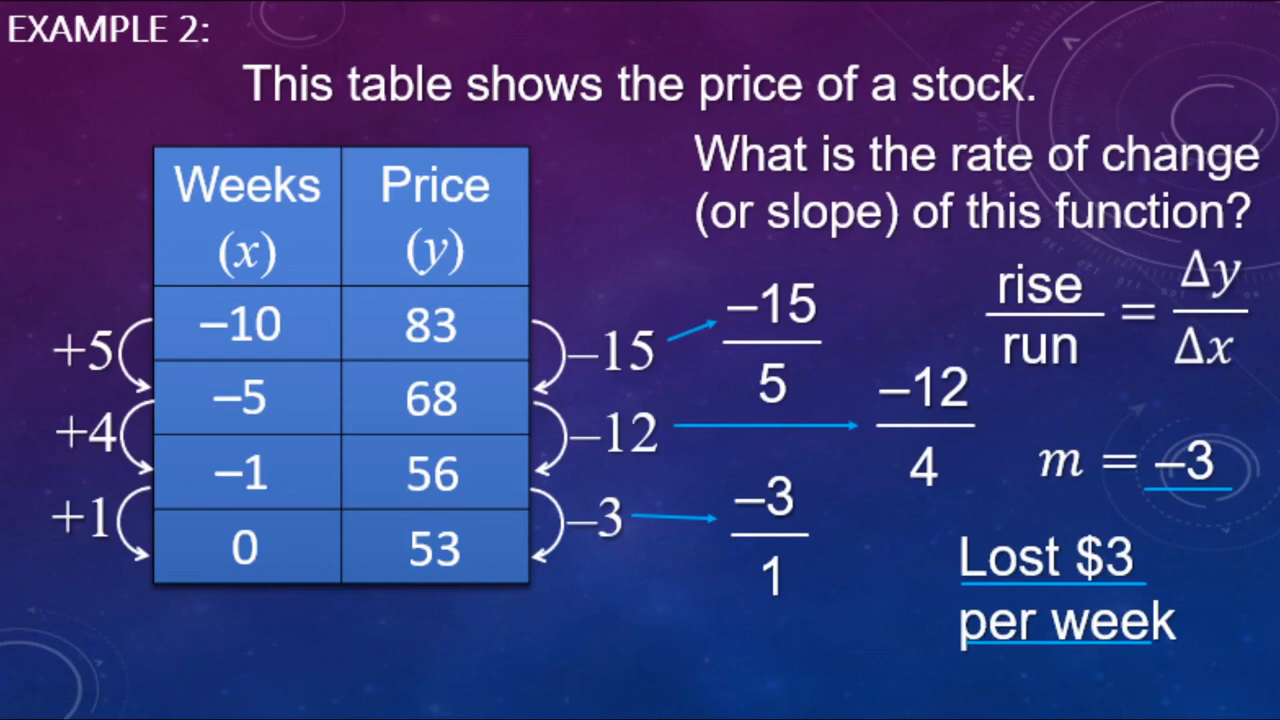 EXAMPLE 2:
This table shows the price of a stock.
What is the rate of change
(or slope) of this function?
Weeks Price
(x) (y)
–10 83
–5 68
–1 56
0 53
+5
+4
+1
–15
–12
–3
–15
5
–12
4
–3
1
rise
run
=
Δy
Δx
m = –3
Lost $3
per week